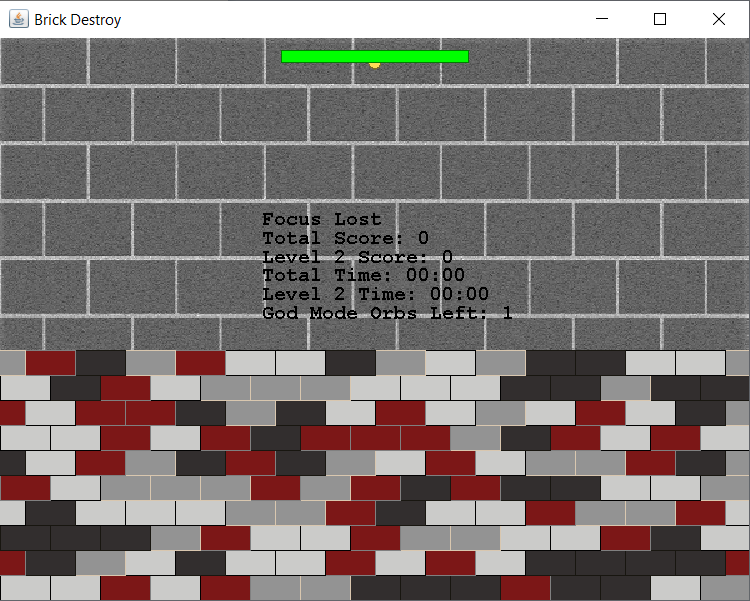 Brick Destroy
Focus Lost
Total Score: 0
Level 2 Score: 0
Total Time: 00:00
Level 2 Time: 00:00
God Mode Orbs Left: 1